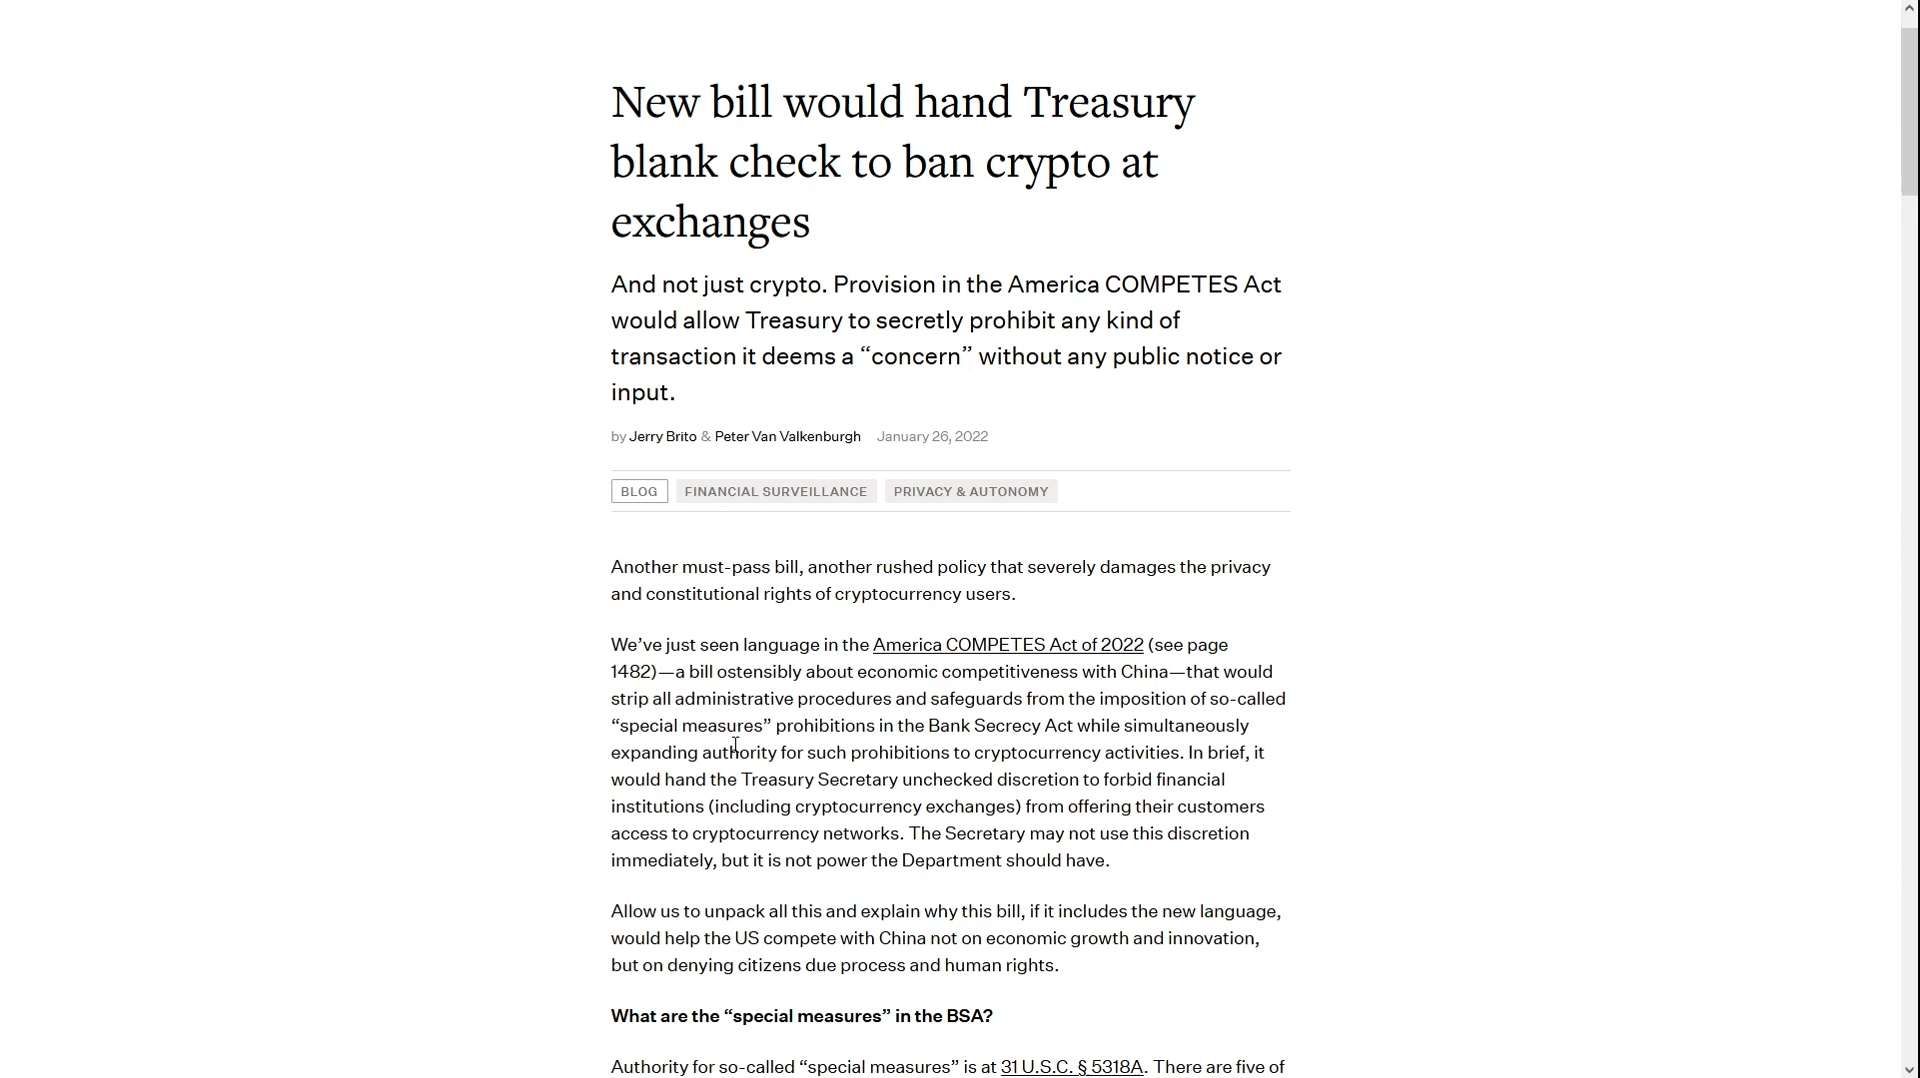 New bill would hand Treasury
blank check to ban crypto at
exchanges
And not just crypto. Provision in the America COMPETES Act
would allow Treasury to secretly prohibit any kind of
transaction it deems a “concern” without any public notice or
input.
by Jerry Brito & Peter Van Valkenburgh January 26, 2022
BLOG FINANCIAL SURVEILLANCE PRIVACY & AUTONOMY
Another must-pass bill, another rushed policy that severely damages the privacy
and constitutional rights of cryptocurrency users.
We’ve just seen language in the America COMPETES Act of 2022 (see page
1482)—a bill ostensibly about economic competitiveness with China—that would
strip all administrative procedures and safeguards from the imposition of so-called
“special measures” prohibitions in the Bank Secrecy Act while simultaneously
expanding authority for such prohibitions to cryptocurrency activities. In brief, it
would hand the Treasury Secretary unchecked discretion to forbid financial
institutions (including cryptocurrency exchanges) from offering their customers
access to cryptocurrency networks. The Secretary may not use this discretion
immediately, but it is not power the Department should have.
Allow us to unpack all this and explain why this bill, if it includes the new language,
would help the US compete with China not on economic growth and innovation,
but on denying citizens due process and human rights.
What are the “special measures” in the BSA?
Authority for so-called “special measures” is at 31 U.S.C. § 5318A. There are five of